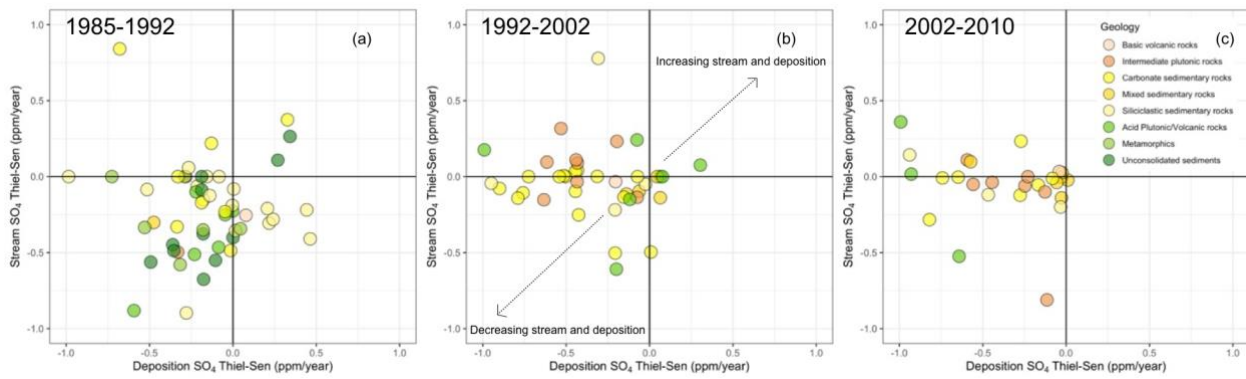 1985-1992
(a)
1.0
0.5
0.0
-0.5
-1.0
Stream SO4 Thiel-Sen (ppm/year)
-1.0 -0.5 0.0 0.5 1.0
Deposition SO4 Thiel-Sen (ppm/year)
1992-2002
(b)
Increasing stream and deposition
Decreasing stream and deposition
1.0
0.5
0.0
-0.5
-1.0
Stream SO4 Thiel-Sen (ppm/year)
-1.0 -0.5 0.0 0.5 1.0
Deposition SO4 Thiel-Sen (ppm/year)
2002-2010
(c)
Geology
Basic volcanic rocks
Intermediate plutonic rocks
Carbonate sedimentary rocks
Mixed sedimentary rocks
Siliciclastic sedimentary rocks
Acid Plutonic/Volcanic rocks
Metamorphics
Unconsolidated sediments
1.0
0.5
0.0
-0.5
-1.0
Stream SO4 Thiel-Sen (ppm/year)
-1.0 -0.5 0.0 0.5 1.0
Deposition SO4 Thiel-Sen (ppm/year)